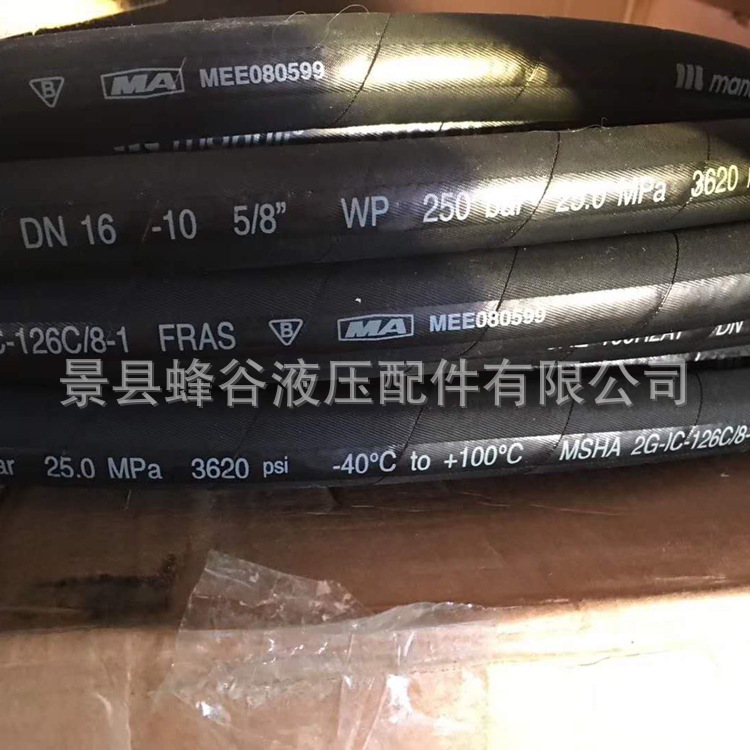 B MA MEE080599 manu
DN 16 -10 5/8” WP 250 bar 25.0 MPa 3620
C-126C/8-1 FRAS B MA MEE080599
景县蜂谷液压配件有限公司
ar 25.0 MPa 3620 psi -40°C to +100°C MSHA 2G-IC-126C/8-